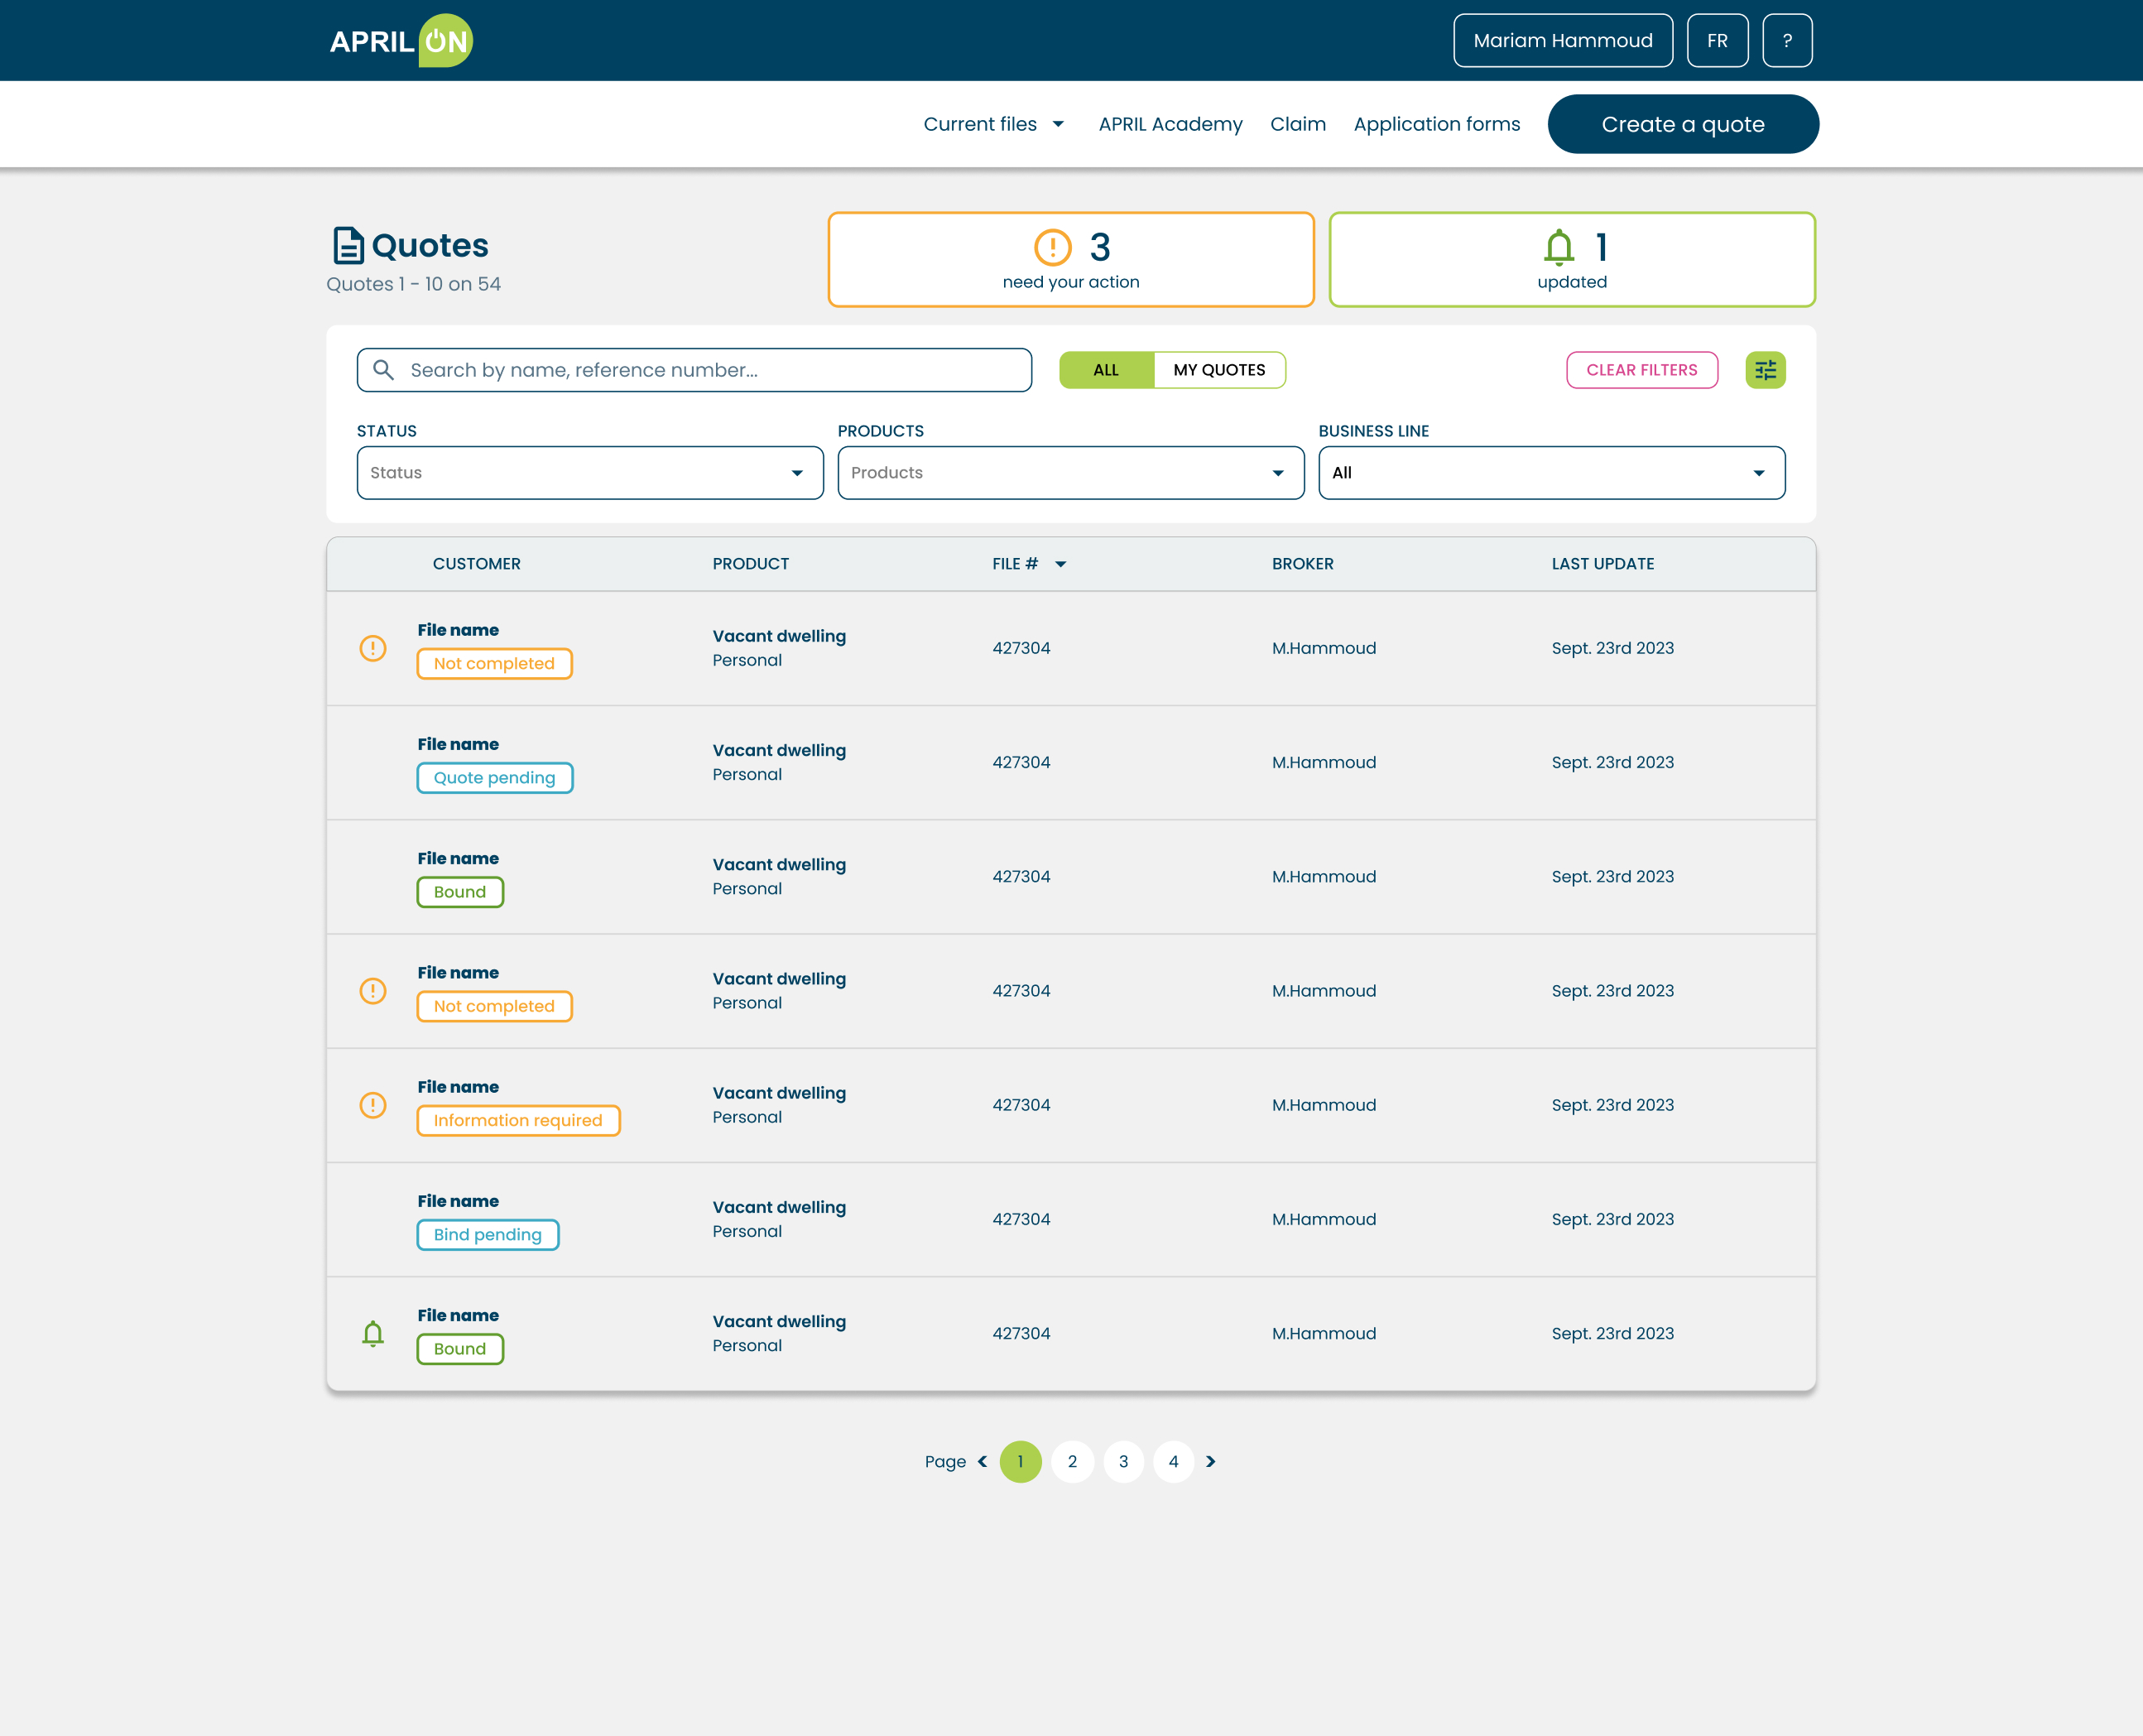 APRIL ON
Mariam Hammoud
FR
?
Current files
APRIL Academy
Claim
Application forms
Create a quote
Quotes
Quotes 1 - 10 on 54
3
need your action
1
updated
Search by name, reference number...
ALL
MY QUOTES
CLEAR FILTERS
STATUS
PRODUCTS
BUSINESS LINE
Status
Products
All
CUSTOMER PRODUCT FILE # BROKER LAST UPDATE
File name
Not completed
Vacant dwelling
Personal
427304
M.Hammoud
Sept. 23rd 2023
File name
Quote pending
Vacant dwelling
Personal
427304
M.Hammoud
Sept. 23rd 2023
File name
Bound
Vacant dwelling
Personal
427304
M.Hammoud
Sept. 23rd 2023
File name
Not completed
Vacant dwelling
Personal
427304
M.Hammoud
Sept. 23rd 2023
File name
Information required
Vacant dwelling
Personal
427304
M.Hammoud
Sept. 23rd 2023
File name
Bind pending
Vacant dwelling
Personal
427304
M.Hammoud
Sept. 23rd 2023
File name
Bound
Vacant dwelling
Personal
427304
M.Hammoud
Sept. 23rd 2023
Page < 1 2 3 4 >